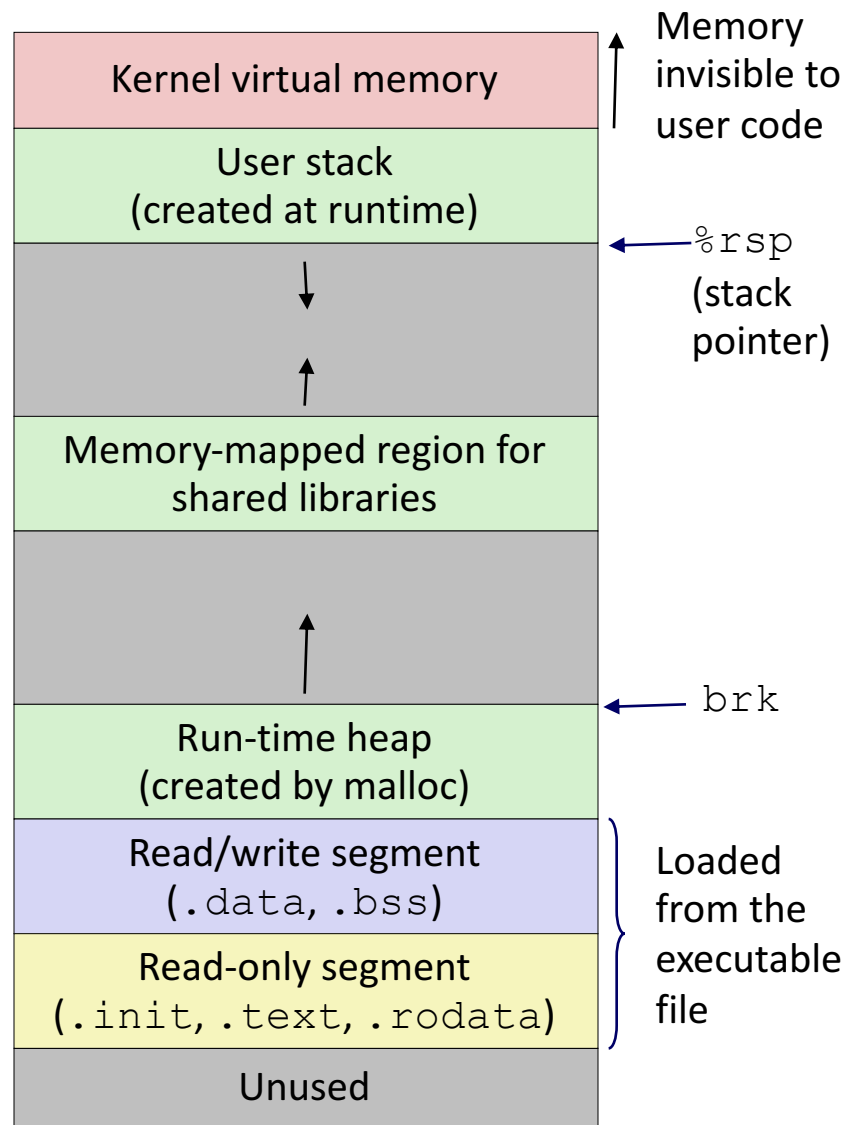 Kernel virtual memory
Memory
invisible to
user code
User stack
(created at runtime)
%rsp
(stack
pointer)
Memory-mapped region for
shared libraries
brk
Run-time heap
(created by malloc)
Read/write segment
(.data, .bss)
Loaded
from the
executable
file
Read-only segment
(.init, .text, .rodata)
Unused